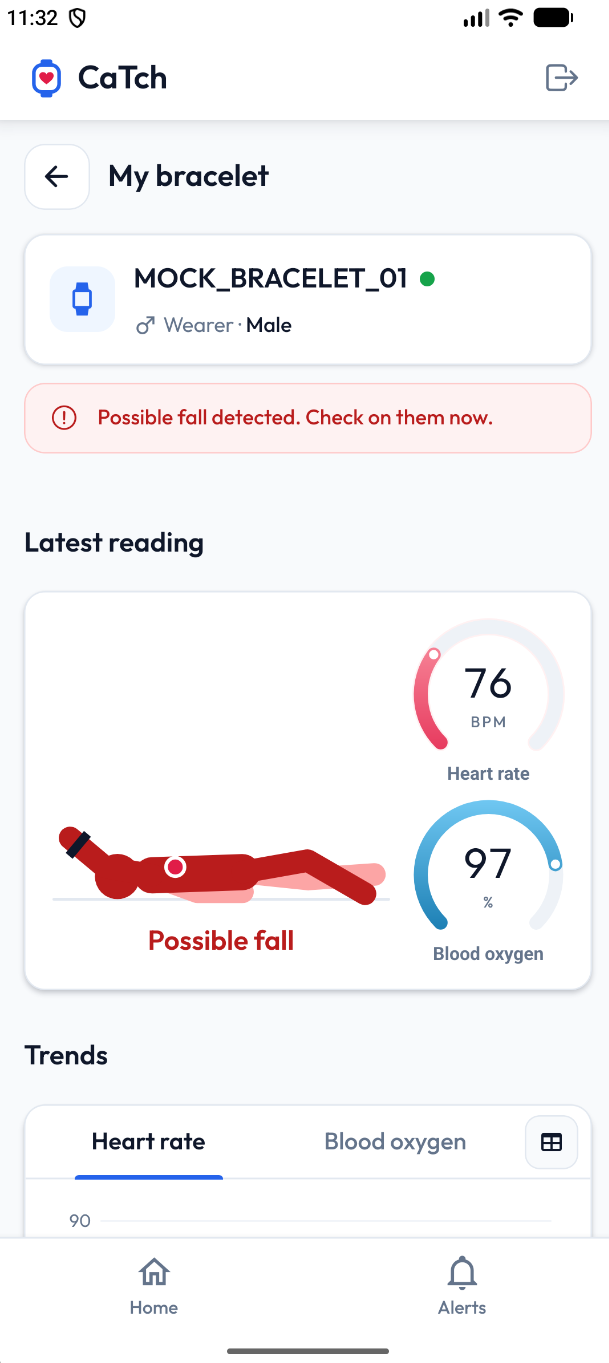 11:32
CaTch
My bracelet
MOCK_BRACELET_01
Wearer · Male
Possible fall detected. Check on them now.
Latest reading
76
BPM
Heart rate
97
%
Blood oxygen
Possible fall
Trends
Heart rate
Blood oxygen
90
Home
Alerts